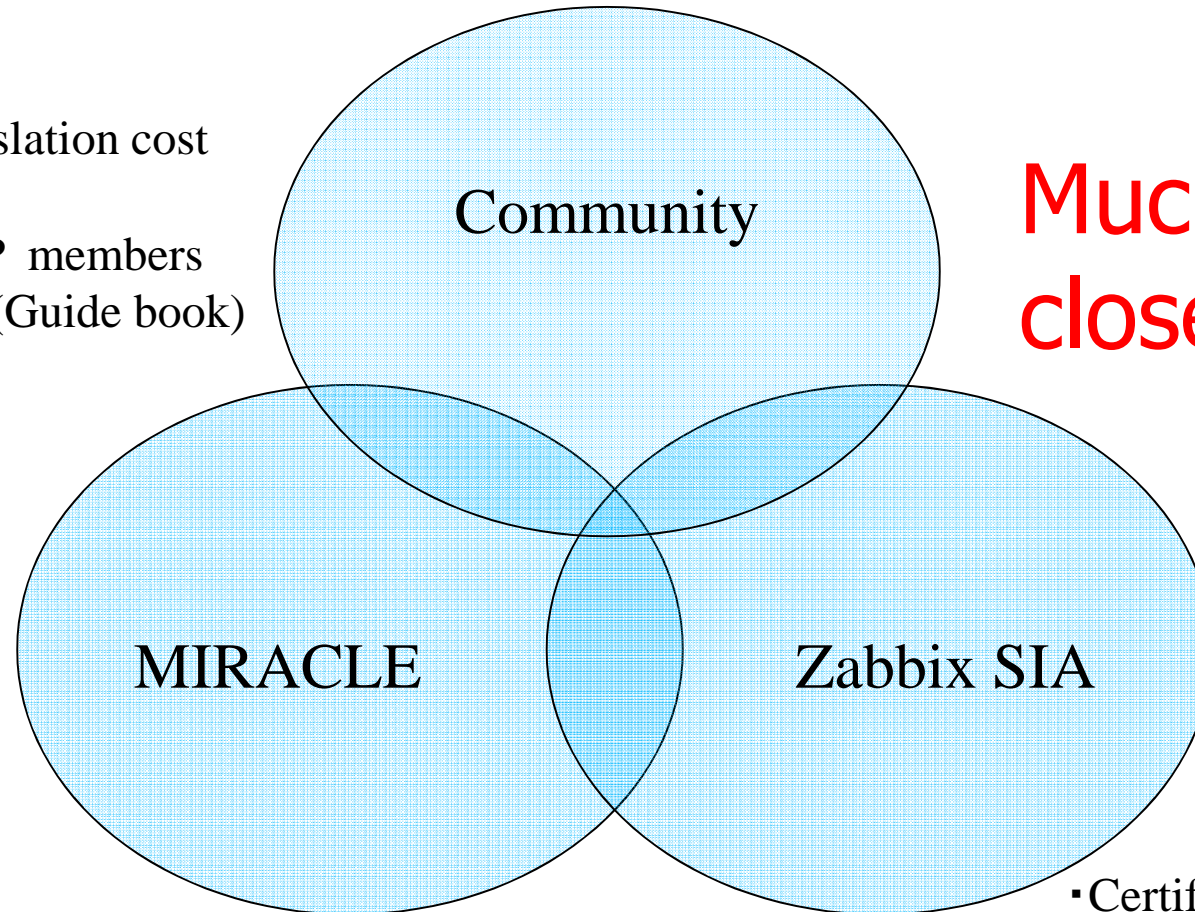 slation cost
Community
Muc
? members
(Guide book)
close
MIRACLE
Zabbix SIA
▪Certif